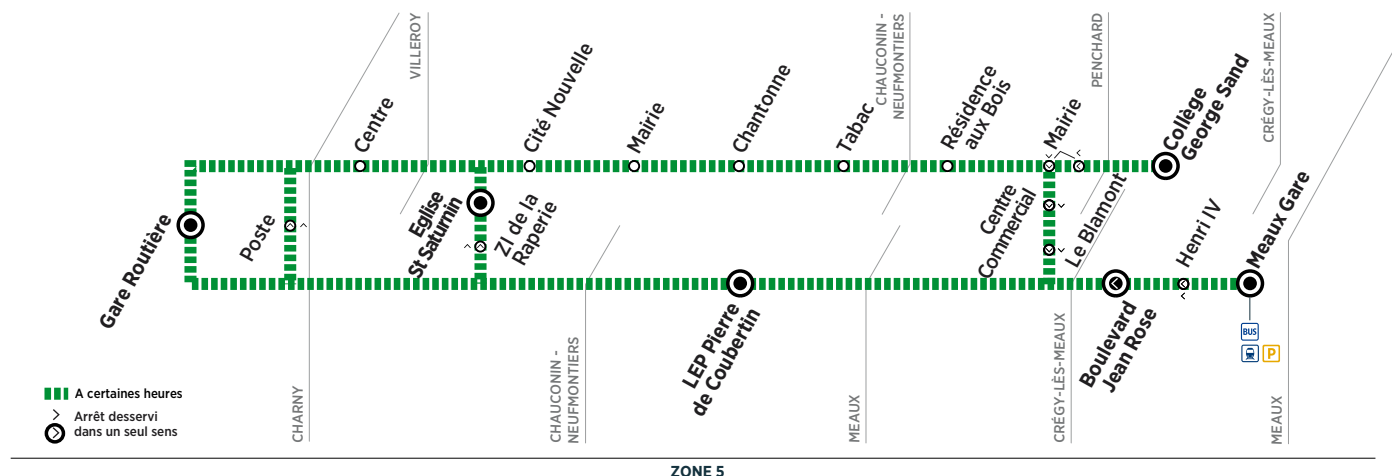 VILLEROY
CHAUCONIN -
NEUFMONTIERS
PENCHARD
CRÉGY-LÈS-MEAUX
Centre
Cité Nouvelle
Mairie
Chantonne
Tabac
Résidence
aux Bois
Mairie
Collège
George Sand
Gare Routière
Poste
Eglise
St Saturnin
ZI de la
Raperie
Centre
Commercial
Le Blamont
Henri IV
Meaux Gare
LEP Pierre
de Coubertin
Boulevard
Jean Rose
BUS
P
A certaines heures
Arrêt desservi
dans un seul sens
CHARNY
CHAUCONIN -
NEUFMONTIERS
MEAUX
CRÉGY-LÈS-MEAUX
MEAUX
ZONE 5